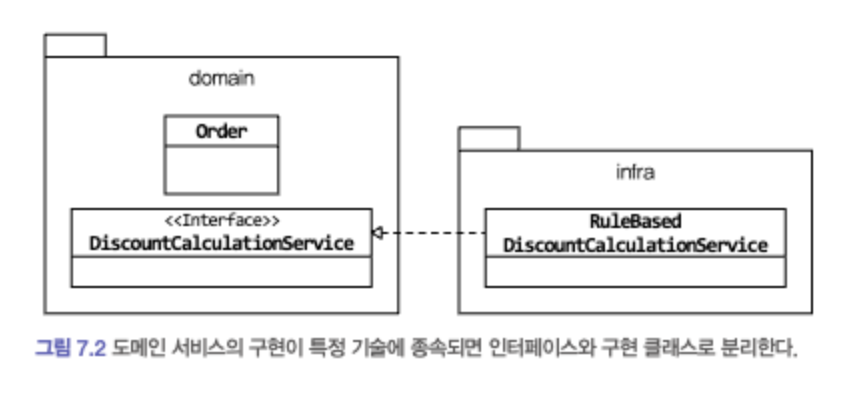 domain
Order
<<Interface>>
DiscountCalculationService
infra
RuleBased
DiscountCalculationService
그림 7.2 도메인 서비스의 구현이 특정 기술에 종속되면 인터페이스와 구현 클래스로 분리한다.